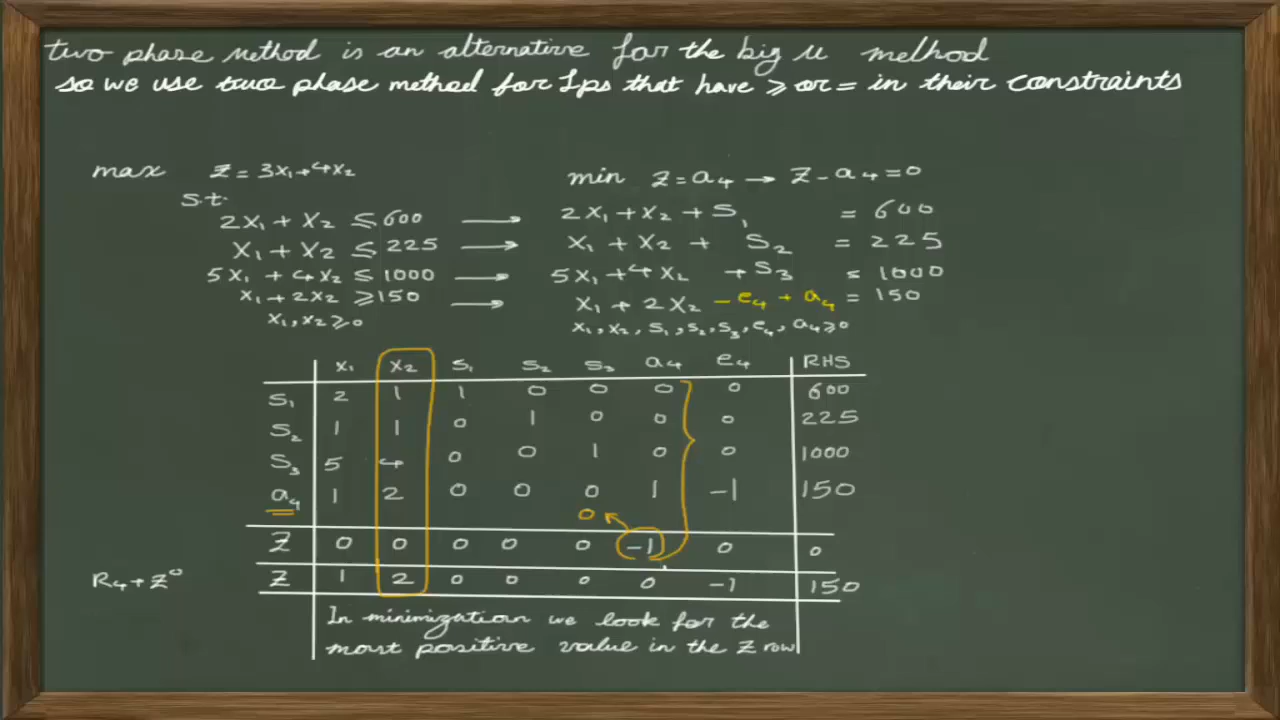 two phase method is an alternative for the big M method
so we use two phase method for Lps that have ≥ or = in their constraints
max Z = 3x₁+4x₂
min Z = a₄ → Z - a₄ = 0
s.t.
2x₁ + x₂ ≤ 600 → 2x₁ + x₂ + s₁ = 600
x₁ + x₂ ≤ 225 → x₁ + x₂ + s₂ = 225
5x₁ + 4x₂ ≤ 1000 → 5x₁ + 4x₂ + s₃ = 1000
x₁ + 2x₂ ≥ 150 → x₁ + 2x₂ - e₄ + a₄ = 150
x₁, x₂ ≥ 0
x₁, x₂, s₁, s₂, s₃, e₄, a₄ ≥ 0
x₁ x₂ s₁ s₂ s₃ a₄ e₄ RHS
s₁ 2 1 1 0 0 0 0 600
s₂ 1 1 0 1 0 0 0 225
s₃ 5 4 0 0 1 0 0 1000
a₄ 1 2 0 0 0 1 -1 150
0
Z 0 0 0 0 0 -1 0 0
R₄ + Z⁰ Z 1 2 0 0 0 0 -1 150
In minimization we look for the
most positive value in the Z row